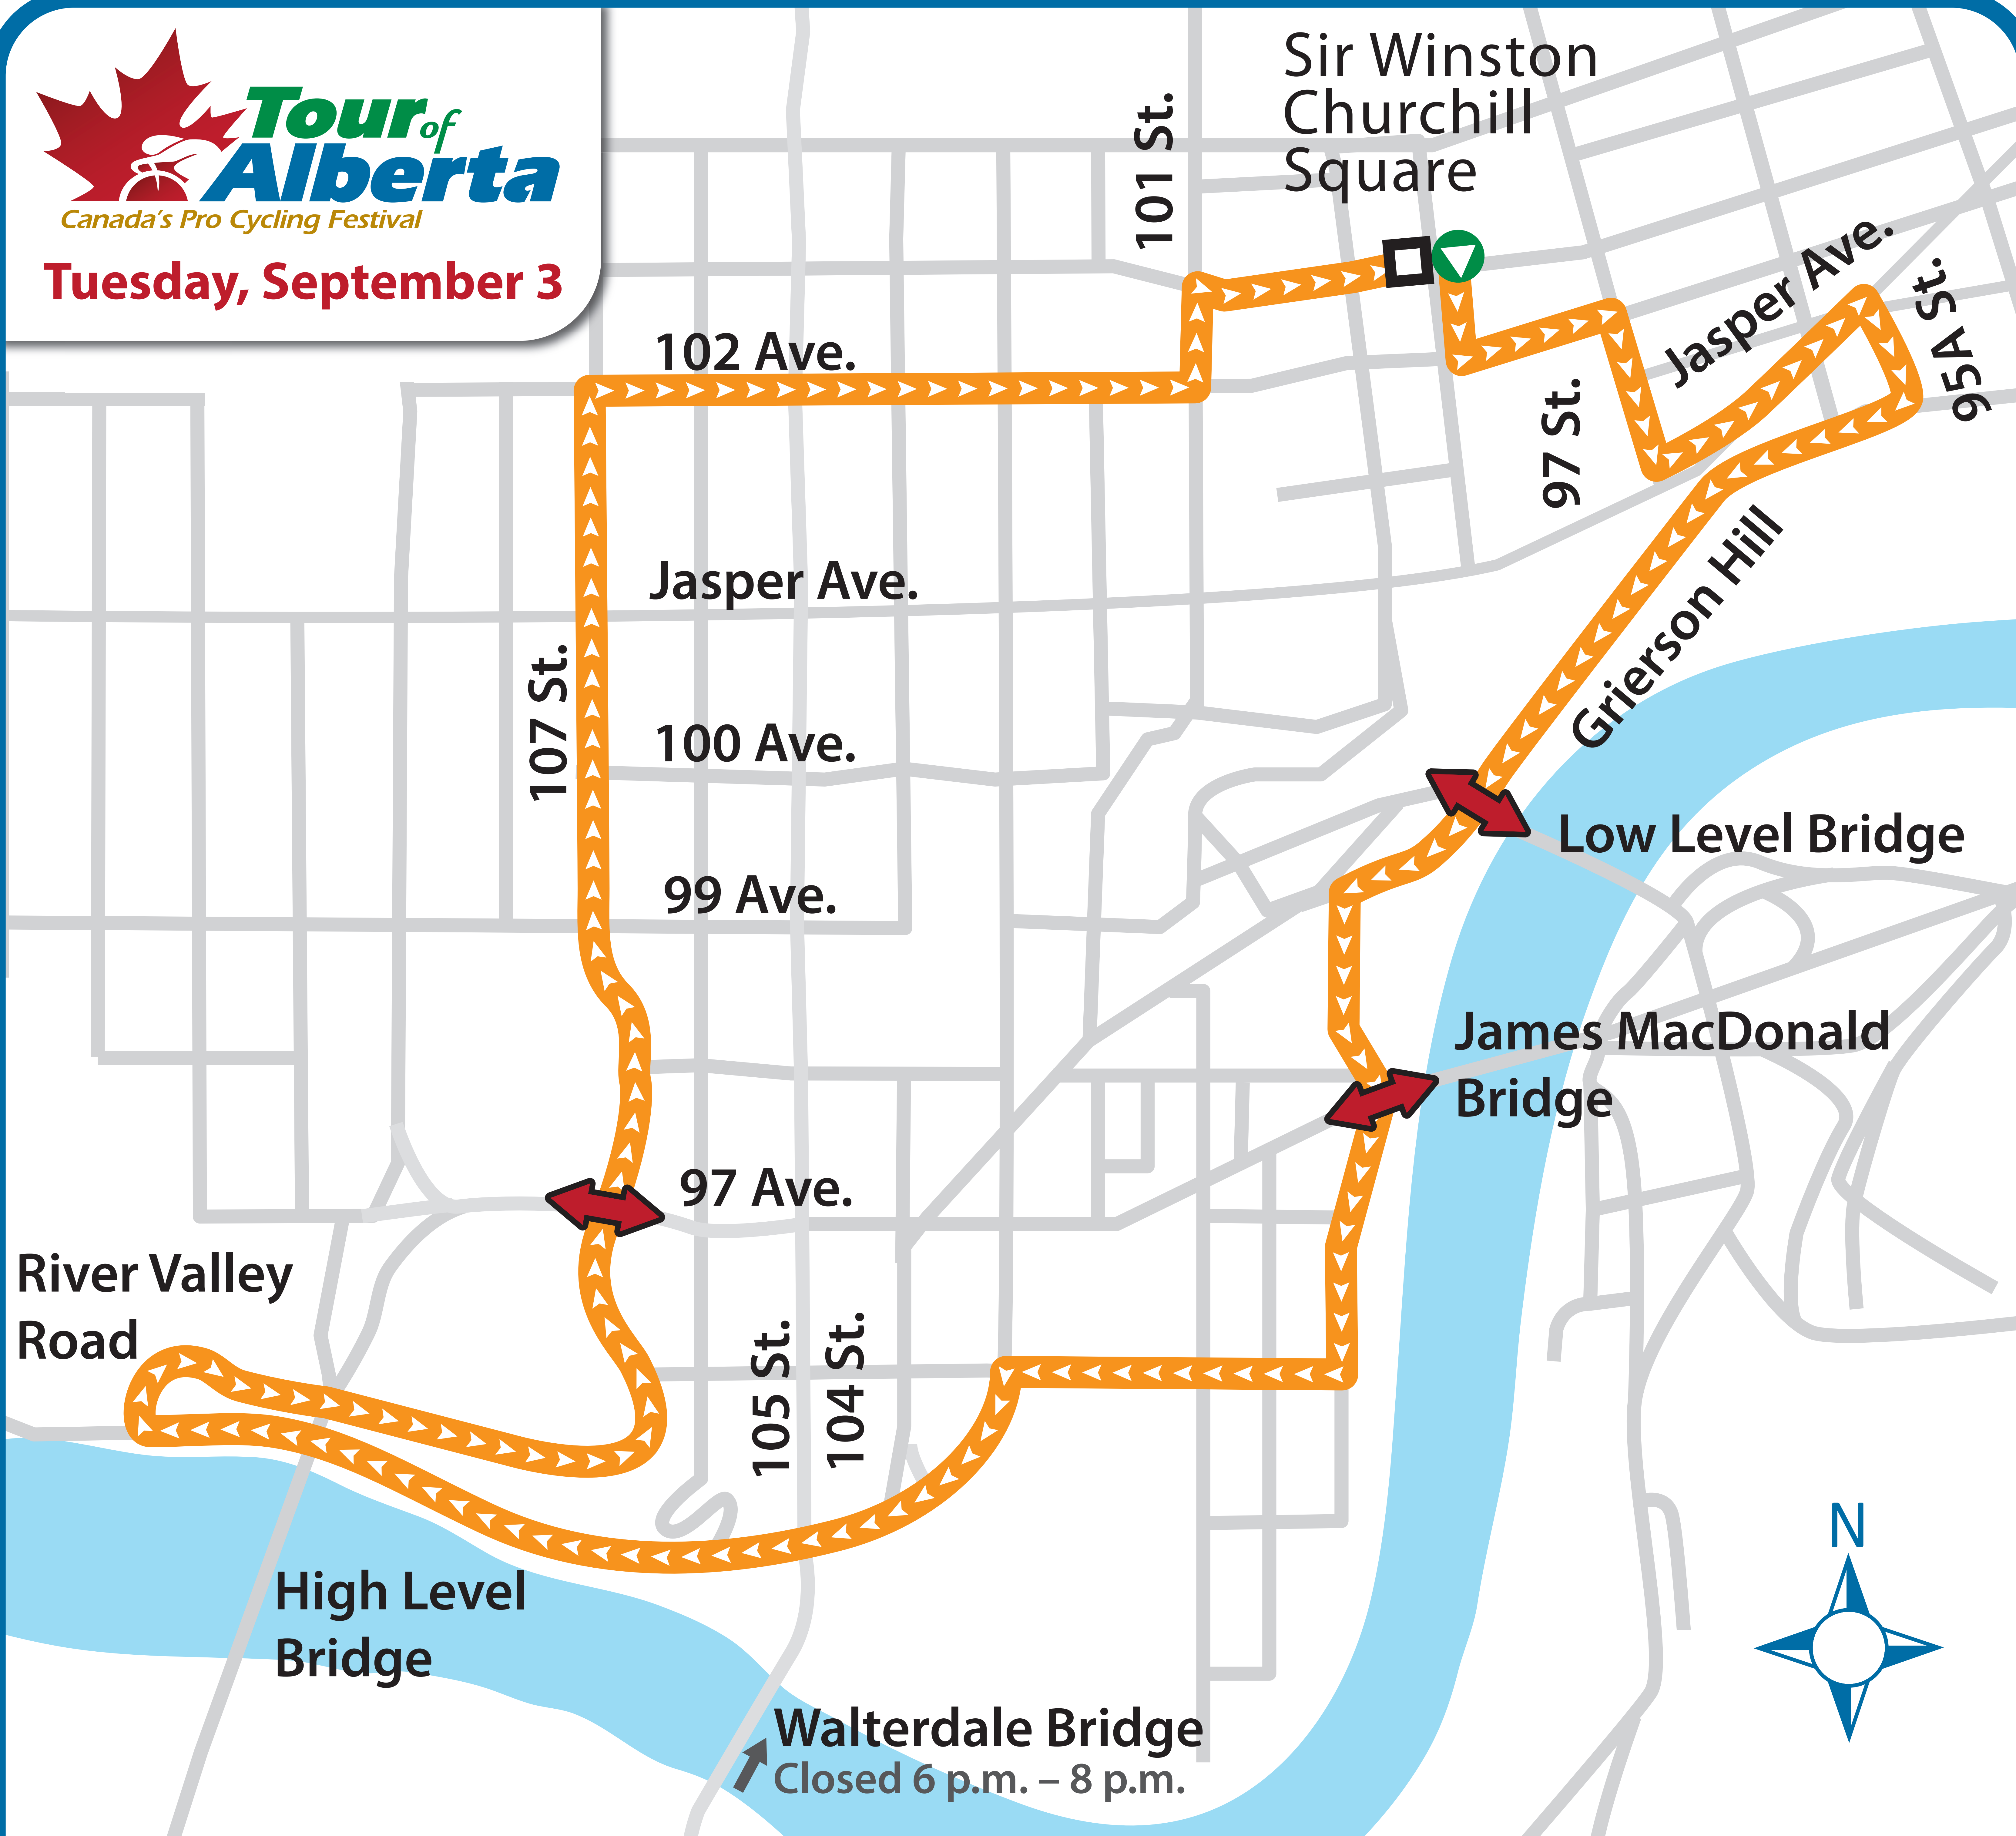 Tour of
Alberta
Canada's Pro Cycling Festival
Tuesday, September 3
Sir Winston
Churchill
Square
101 St.
Jasper Ave.
95A St.
97 St.
102 Ave.
Jasper Ave.
107 St.
100 Ave.
99 Ave.
Grierson Hill
Low Level Bridge
James MacDonald
Bridge
97 Ave.
River Valley
Road
105 St.
104 St.
High Level
Bridge
Walterdale Bridge
Closed 6 p.m. – 8 p.m.
N